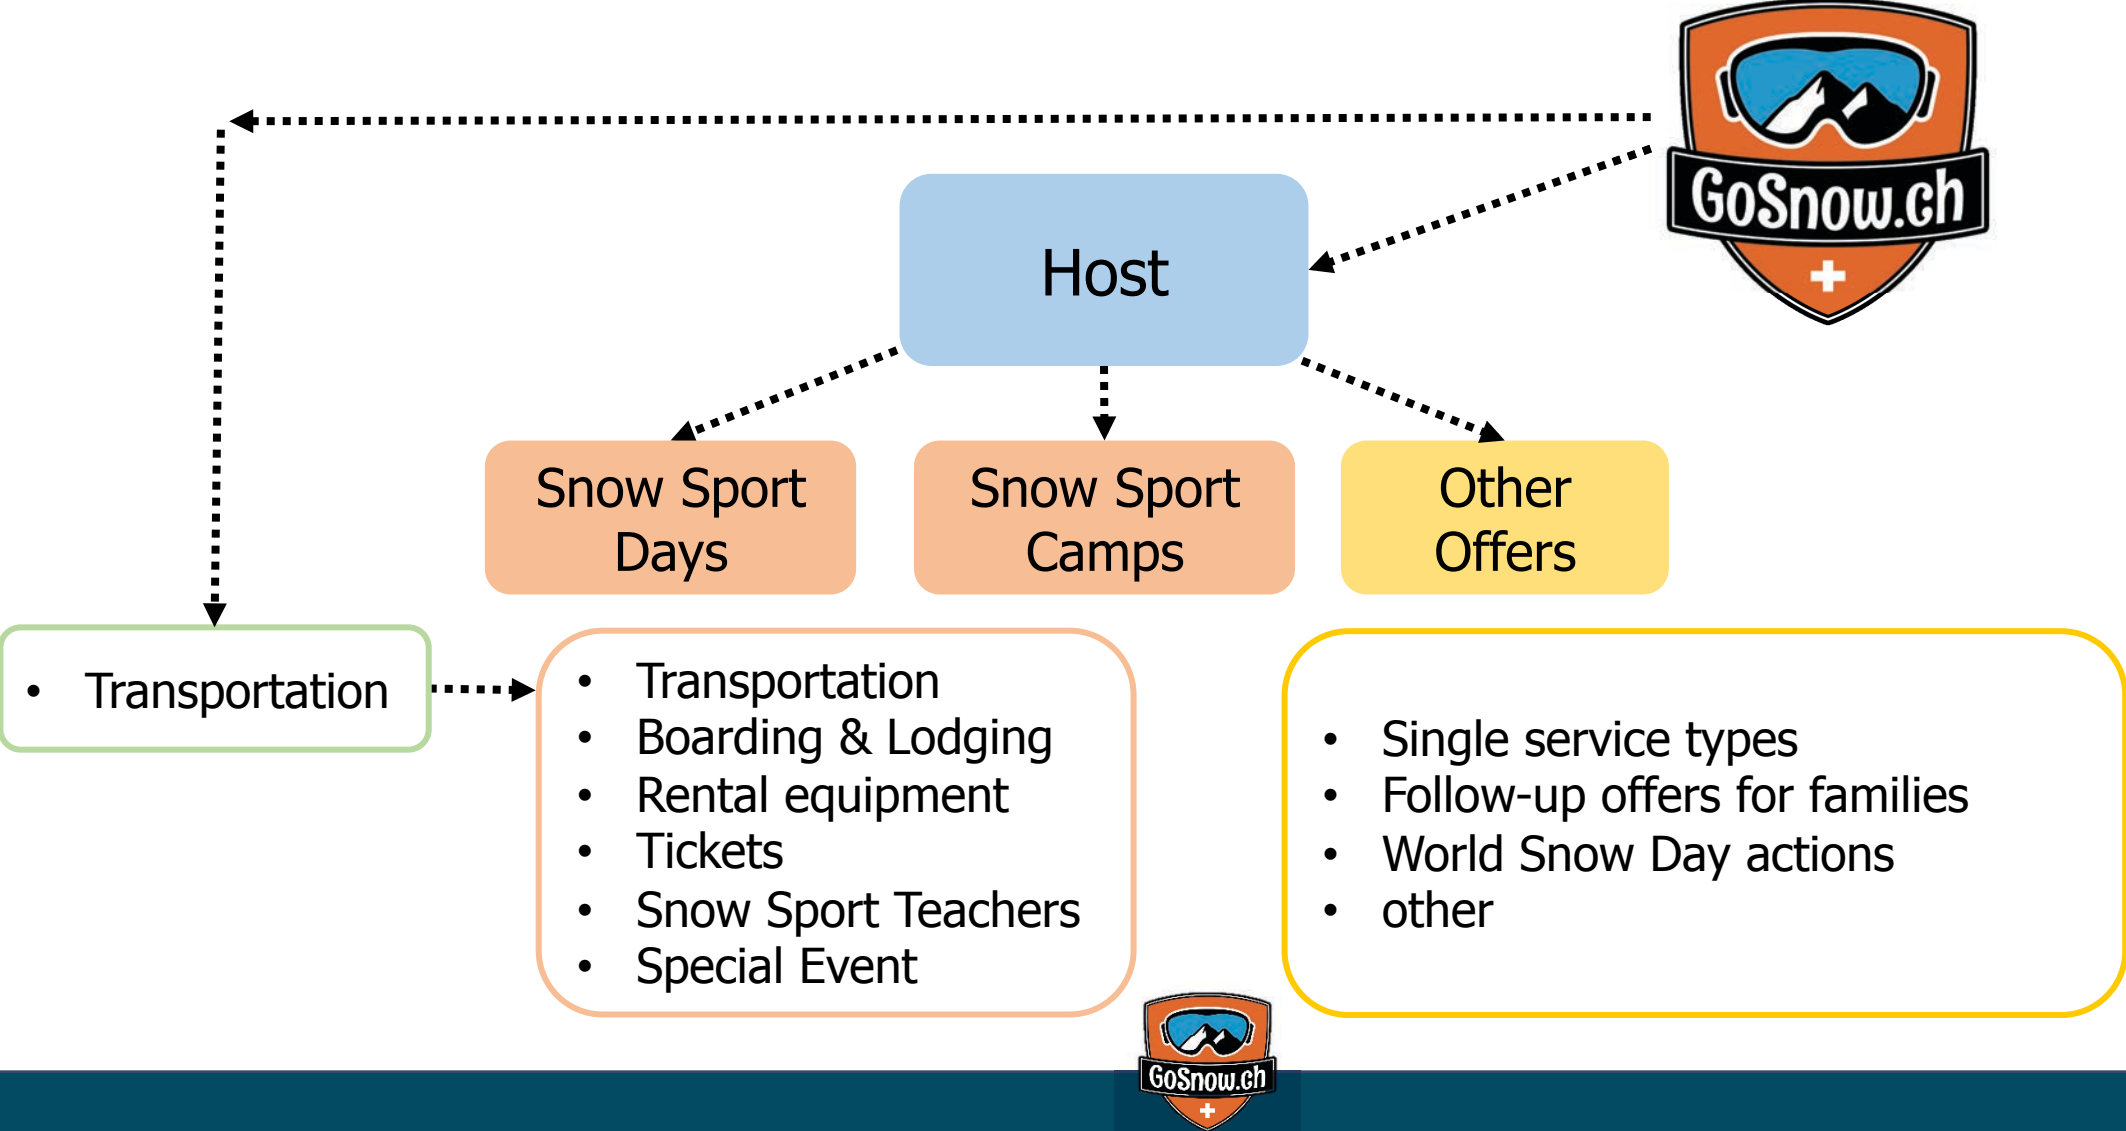 GoSnow.ch
Host
Snow Sport
Days
Snow Sport
Camps
Other
Offers
• Transportation
• Transportation
• Boarding & Lodging
• Rental equipment
• Tickets
• Snow Sport Teachers
• Special Event
• Single service types
• Follow-up offers for families
• World Snow Day actions
• other
GoSnow.ch